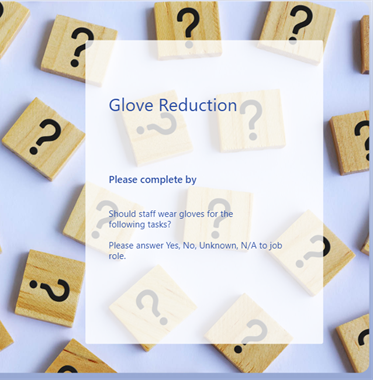 Glove Reduction
Please complete by
Should staff wear gloves for the
following tasks?
Please answer Yes, No, Unknown, N/A to job
role.